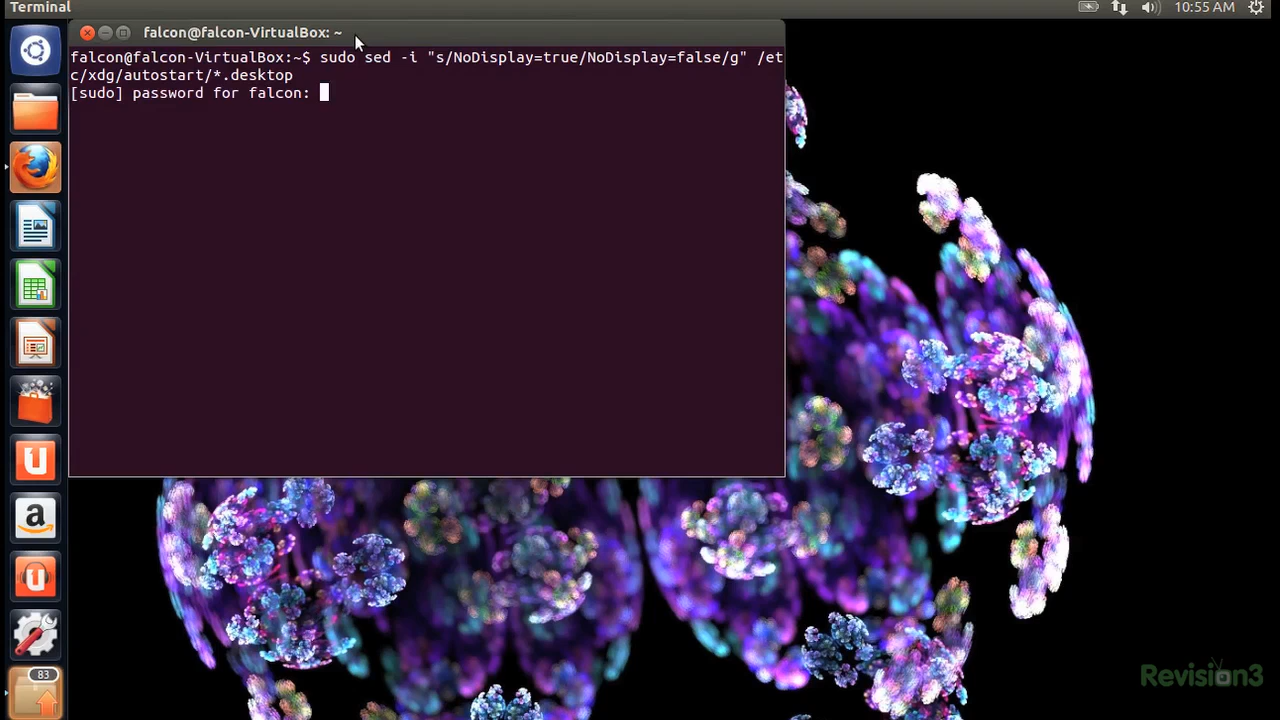 Terminal
10:55 AM
falcon@falcon-VirtualBox: ~
falcon@falcon-VirtualBox:~$ sudo sed -i "s/NoDisplay=true/NoDisplay=false/g" /et
c/xdg/autostart/*.desktop
[sudo] password for falcon:
a
83
Revision3